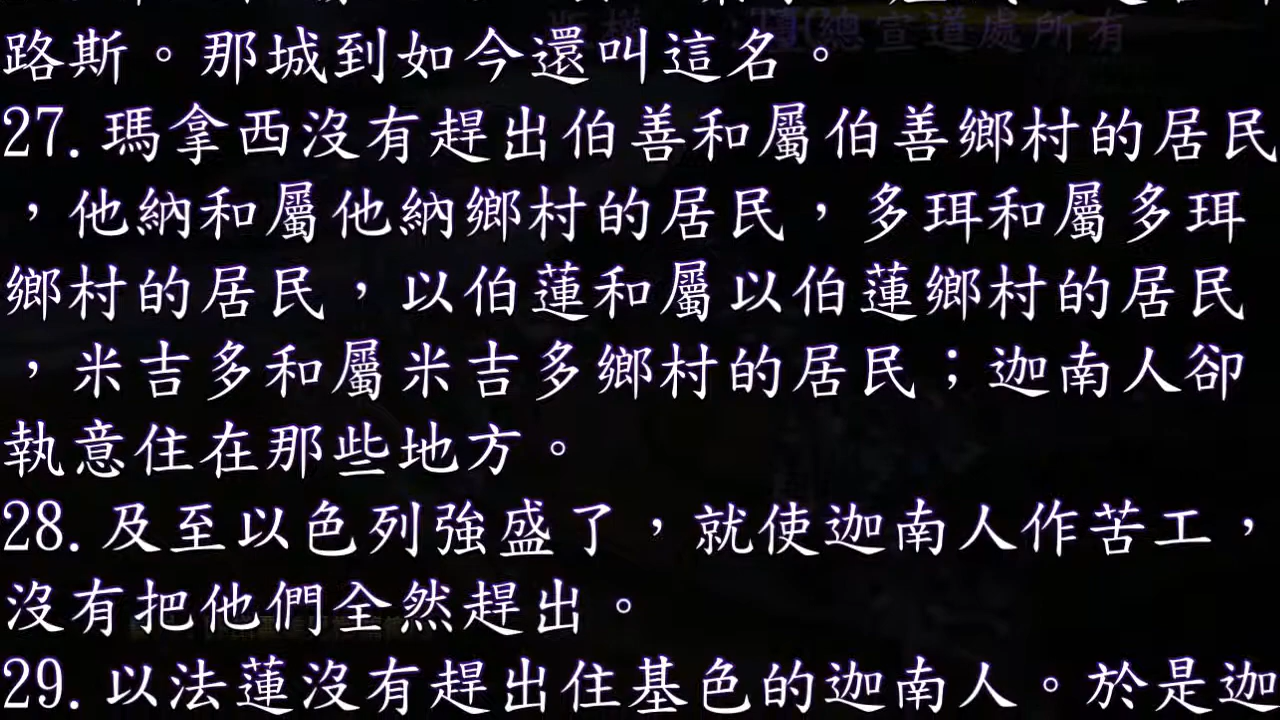 總宣道處所有
路斯。那城到如今還叫這名。
27.瑪拿西沒有趕出伯善和屬伯善鄉村的居民
，他納和屬他納鄉村的居民，多珥和屬多珥
鄉村的居民，以伯蓮和屬以伯蓮鄉村的居民
，米吉多和屬米吉多鄉村的居民；迦南人卻
執意住在那些地方。
28.及至以色列強盛了，就使迦南人作苦工，
沒有把他們全然趕出。
29.以法蓮沒有趕出住基色的迦南人。於是迦